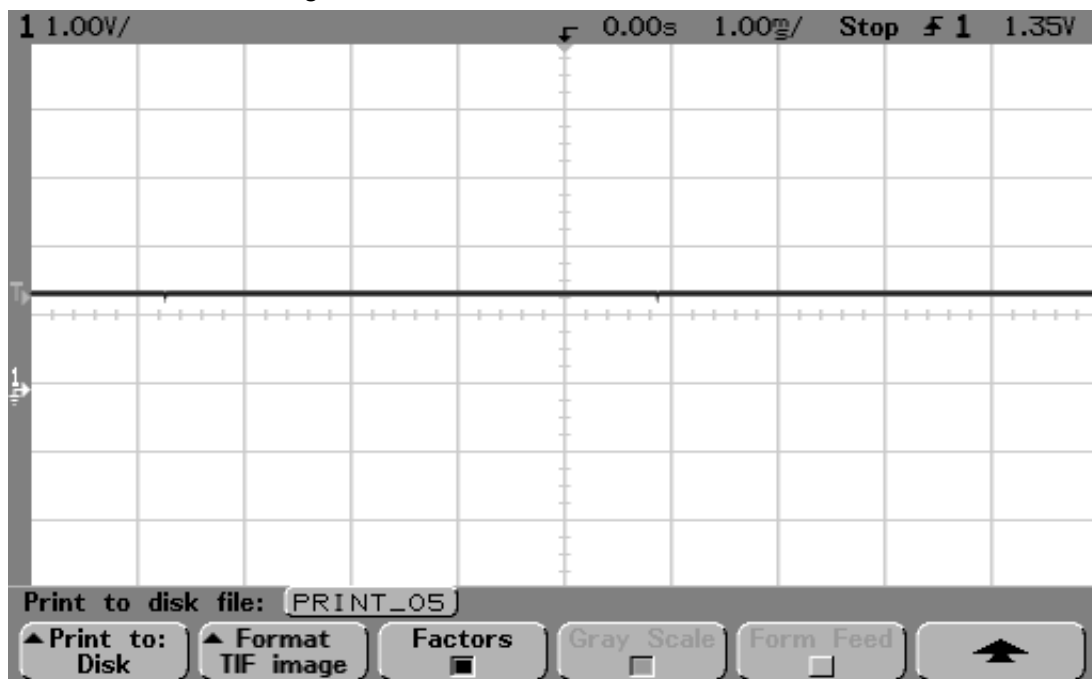 1 1.00V/ 0.00s 1.00ms/ Stop 1 1.35V
T
1
Print to disk file: PRINT_05
Print to: Format Factors Gray Scale Form Feed
Disk TIF image